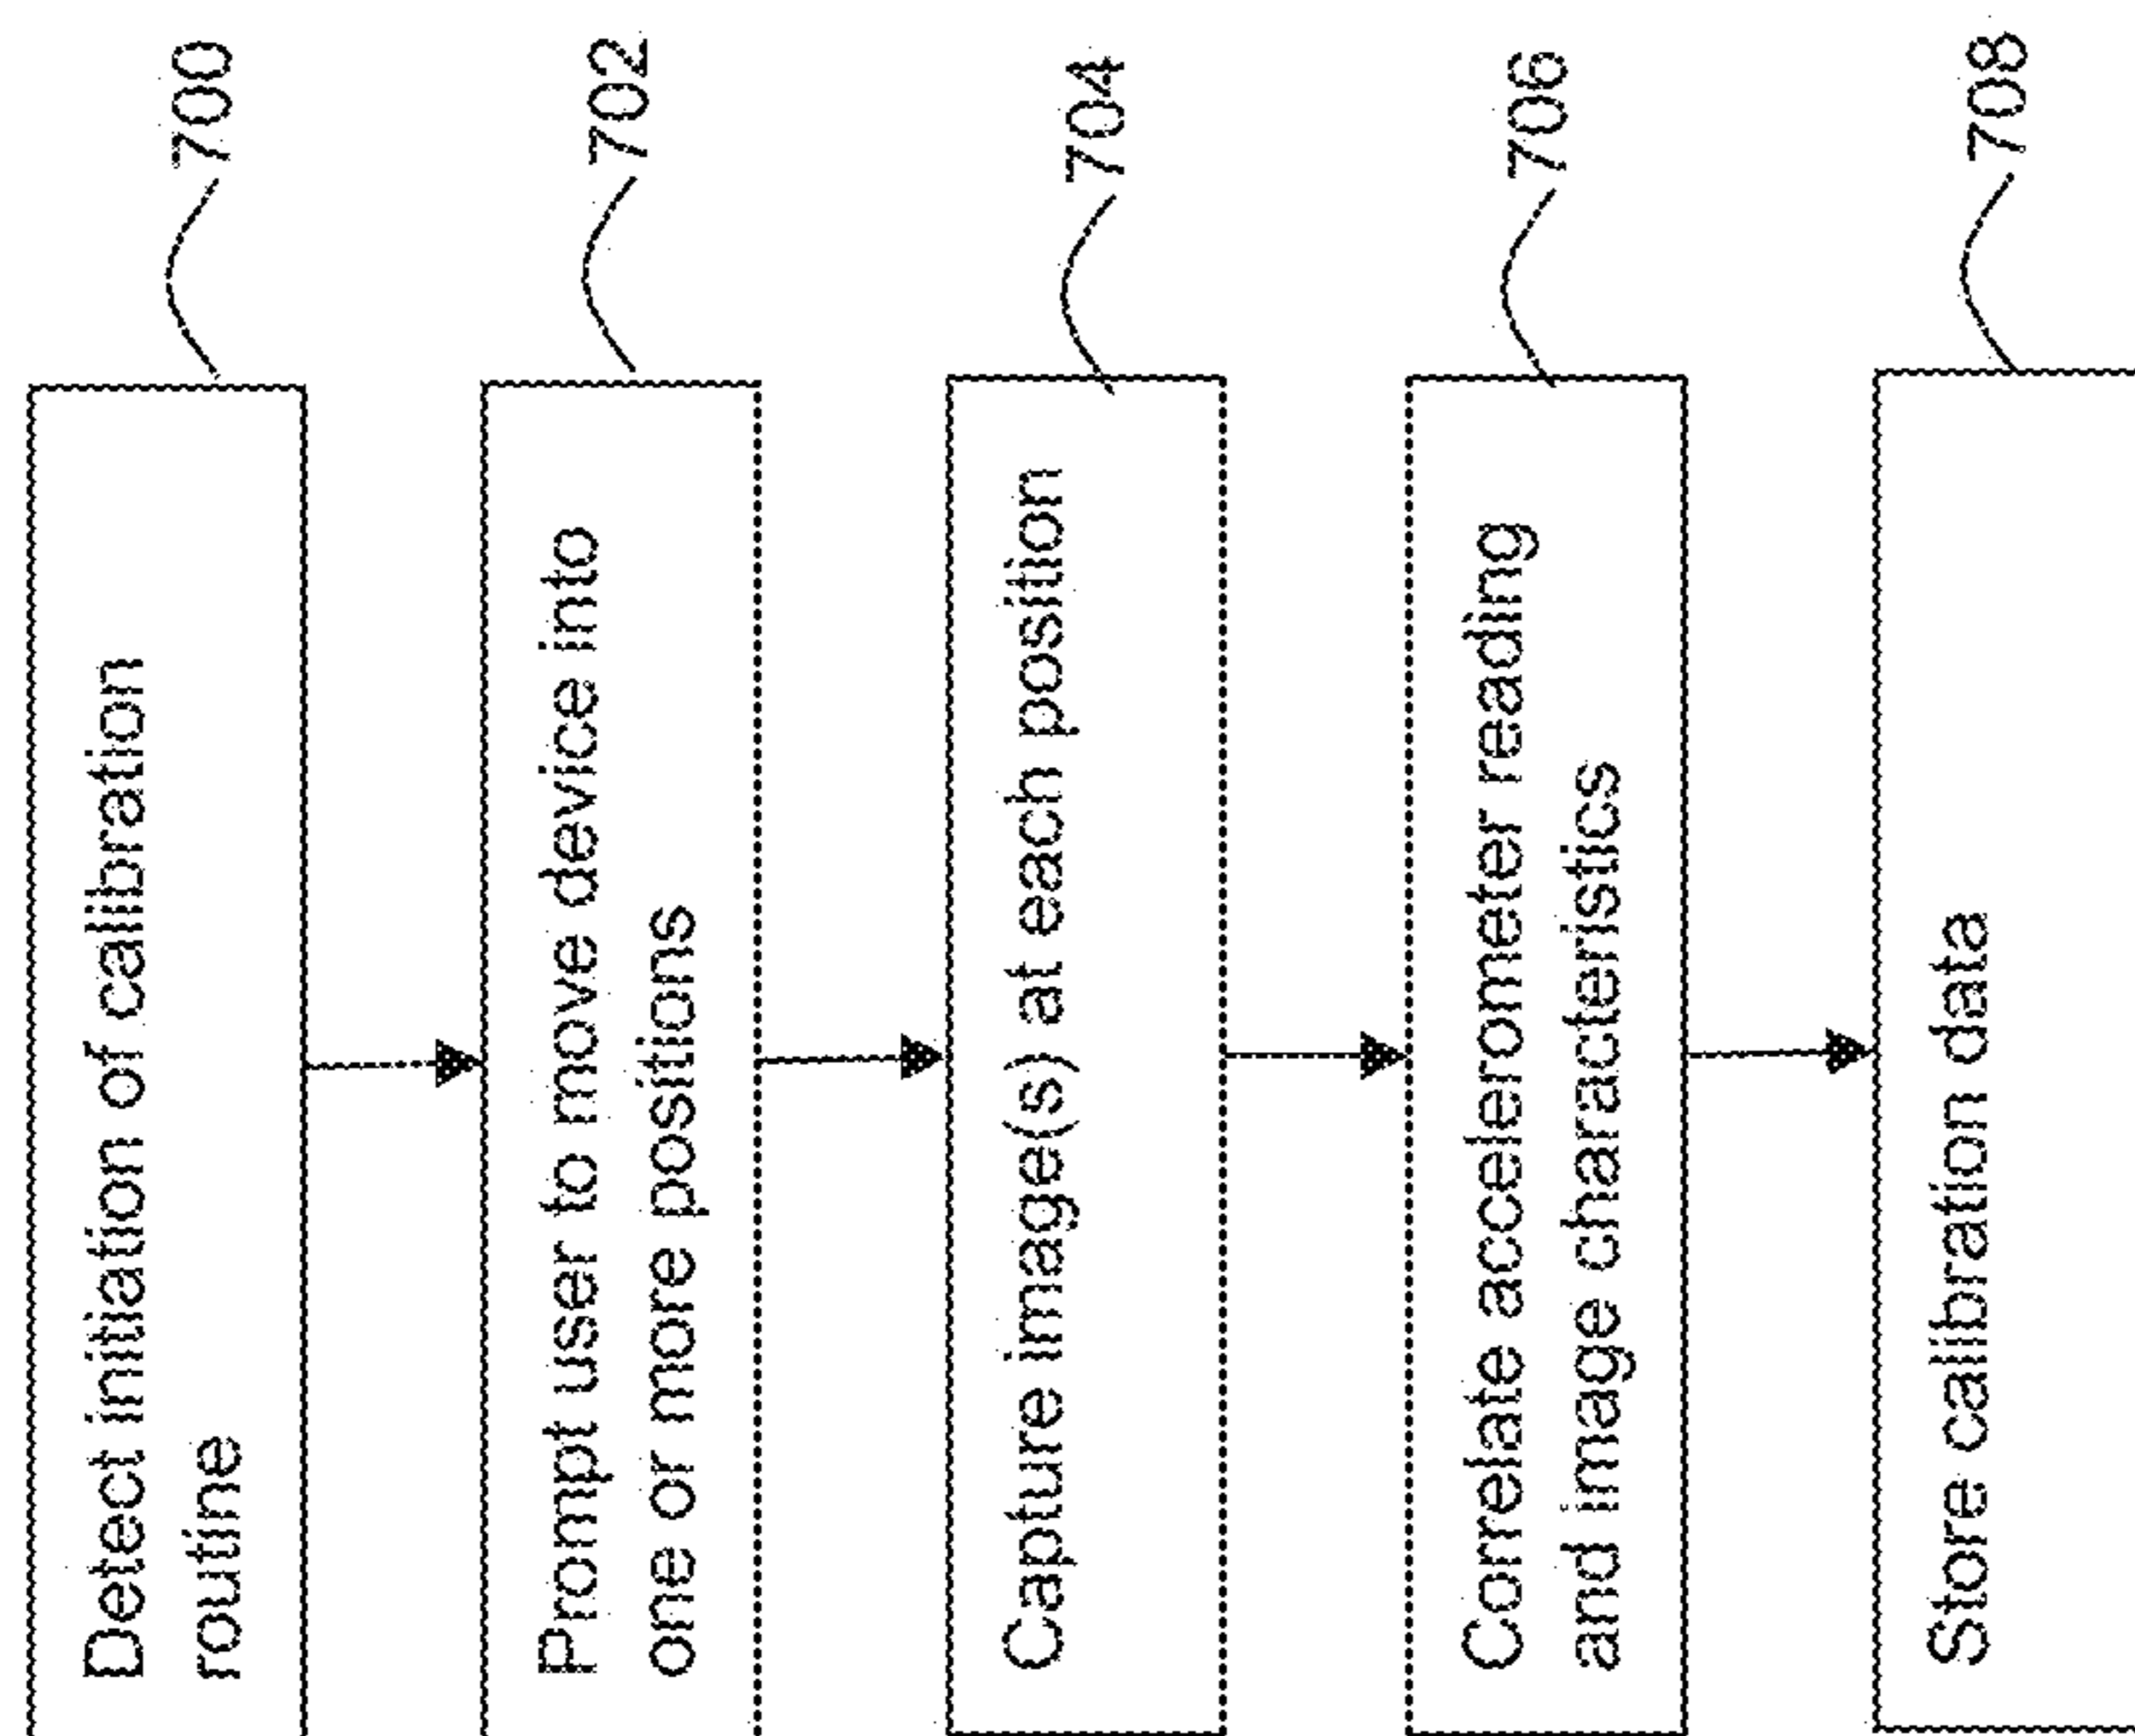 Detect initiation of calibration
routine
700
Prompt user to move device into
one or more positions
702
Capture image(s) at each position
704
Correlate accelerometer reading
and image characteristics
706
Store calibration data
708